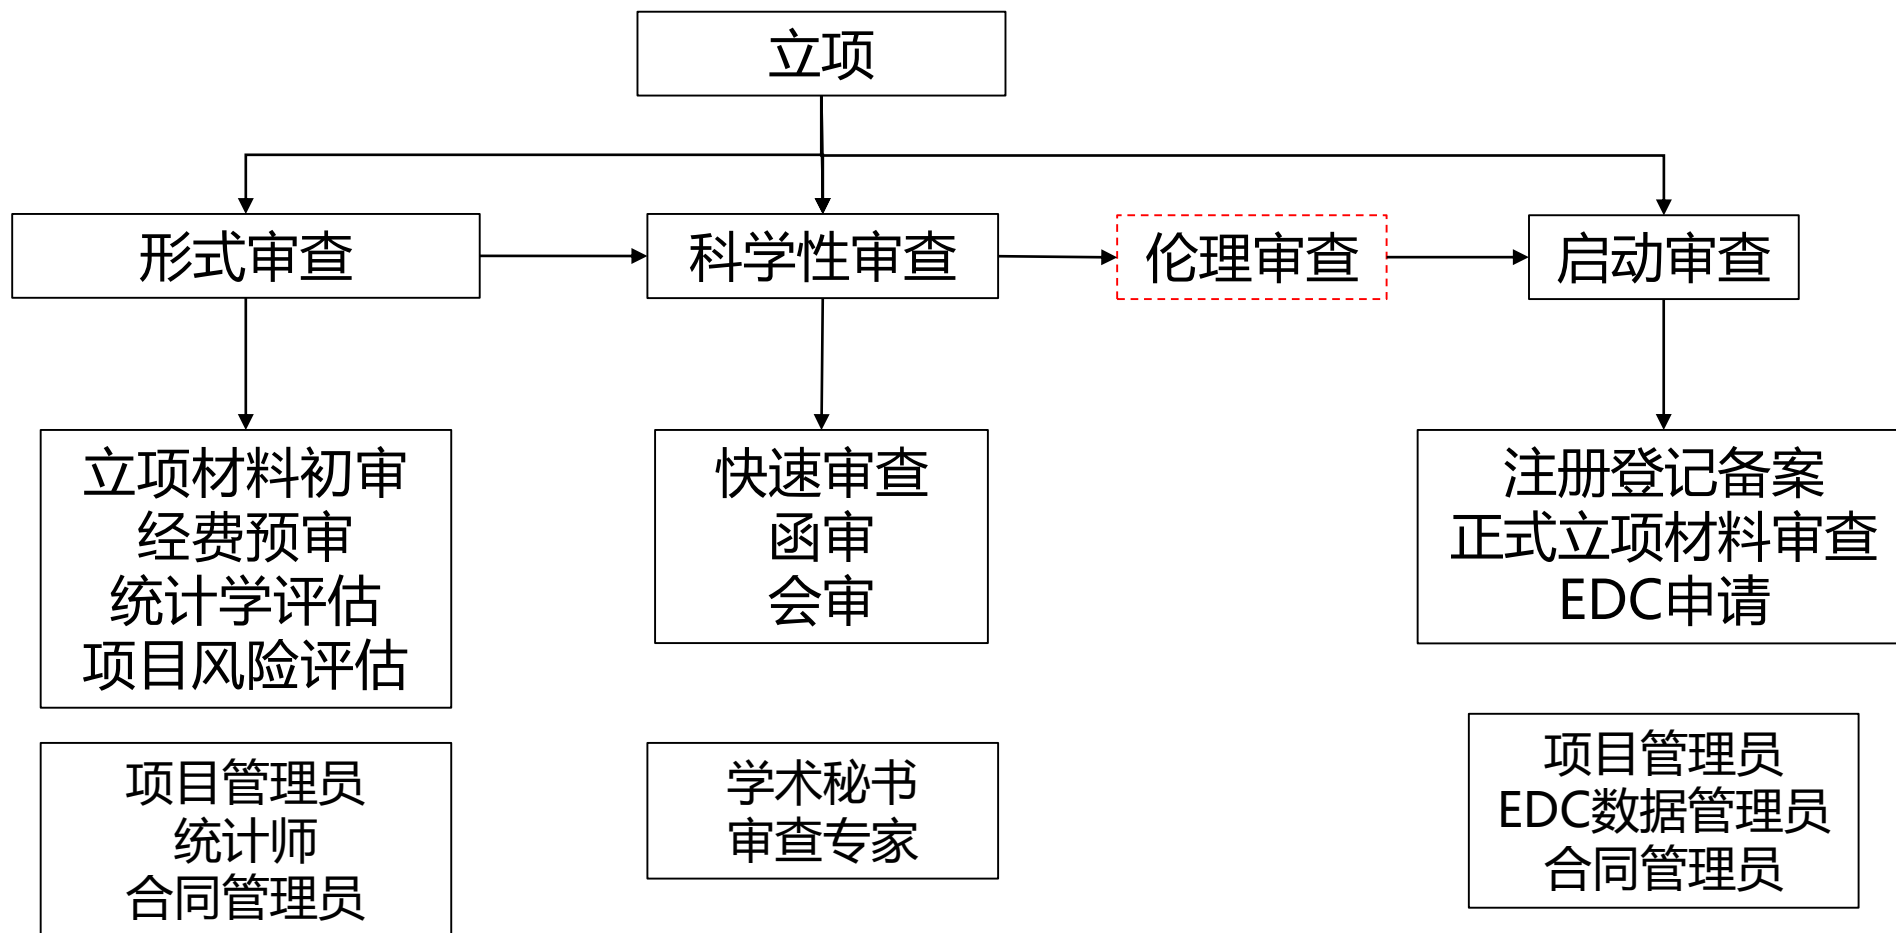 立项
形式审查
科学性审查
伦理审查
启动审查
立项材料初审
经费预审
统计学评估
项目风险评估
快速审查
函审
会审
注册登记备案
正式立项材料审查
EDC申请
项目管理员
统计师
合同管理员
学术秘书
审查专家
项目管理员
EDC数据管理员
合同管理员